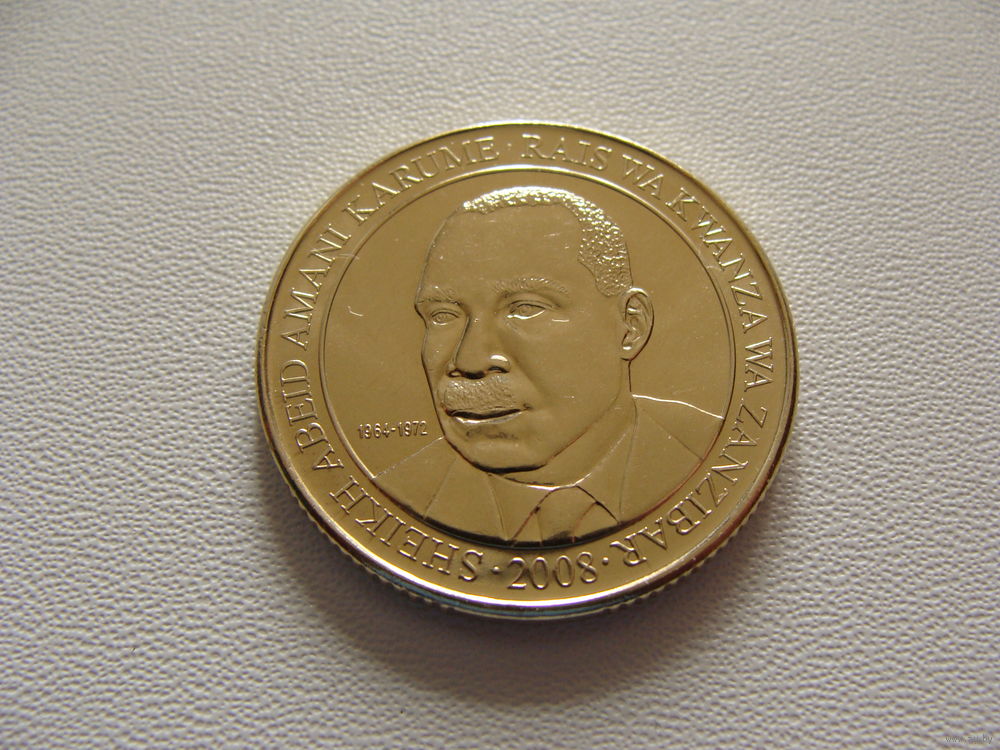 SHEIKH ABEID AMANI KARUME · RAIS WA KWANZA WA ZANZIBAR
· 2008 ·
1964-1972